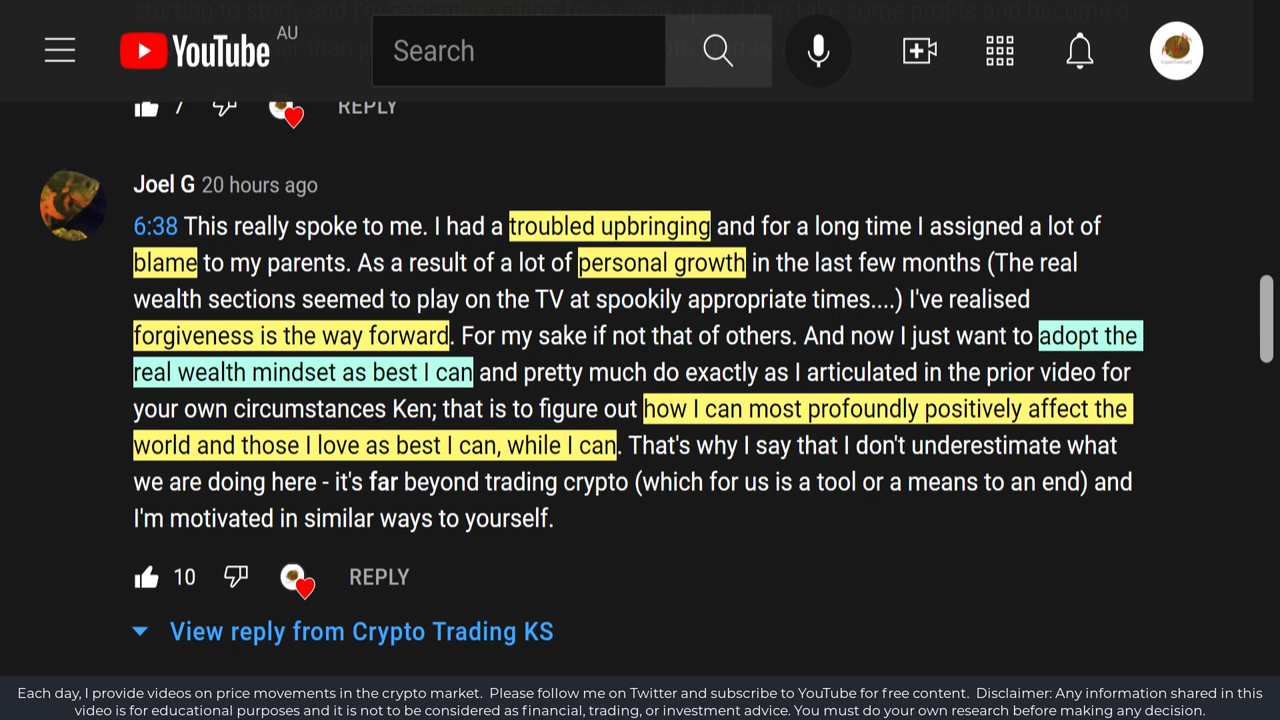 AU
YouTube
Search
7 REPLY
Joel G 20 hours ago
6:38 This really spoke to me. I had a troubled upbringing and for a long time I assigned a lot of
blame to my parents. As a result of a lot of personal growth in the last few months (The real
wealth sections seemed to play on the TV at spookily appropriate times....) I've realised
forgiveness is the way forward. For my sake if not that of others. And now I just want to adopt the
real wealth mindset as best I can and pretty much do exactly as I articulated in the prior video for
your own circumstances Ken; that is to figure out how I can most profoundly positively affect the
world and those I love as best I can, while I can. That's why I say that I don't underestimate what
we are doing here - it's far beyond trading crypto (which for us is a tool or a means to an end) and
I'm motivated in similar ways to yourself.
10 REPLY
View reply from Crypto Trading KS
Each day, I provide videos on price movements in the crypto market. Please follow me on Twitter and subscribe to YouTube for free content. Disclaimer: Any information shared in this
video is for educational purposes and it is not to be considered as financial, trading, or investment advice. You must do your own research before making any decision.